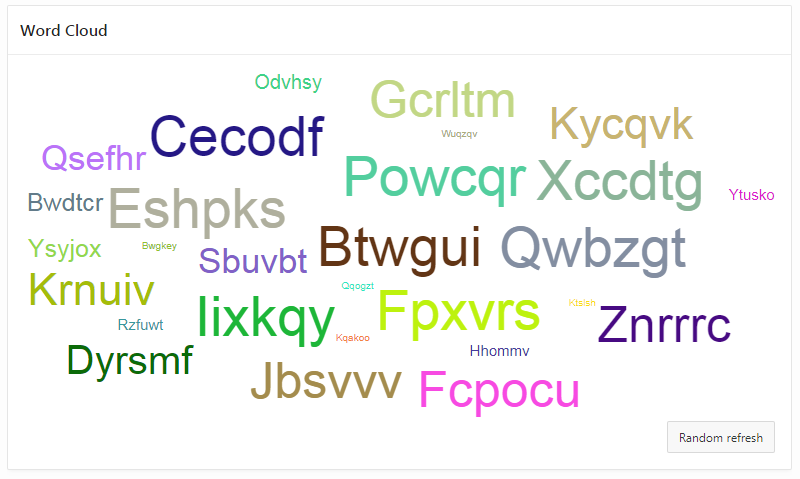 Word Cloud
Odvhsy
Gcrltm
Wuqzqv
Kycqvk
Cecodf
Qsefhr
Powcqr
Xccdtg
Ytusko
Bwdtcr
Eshpks
Ysyjox
Bwgkey
Sbuvbt
Btwgui
Qwbzgt
Krnuiv
Qqogzt
Fpxvrs
Ktsish
Znrrrc
Rzfuwt
Kqakoo
Hhommv
Dyrsmf
Jbsvvv
Fcpocu
Random refresh